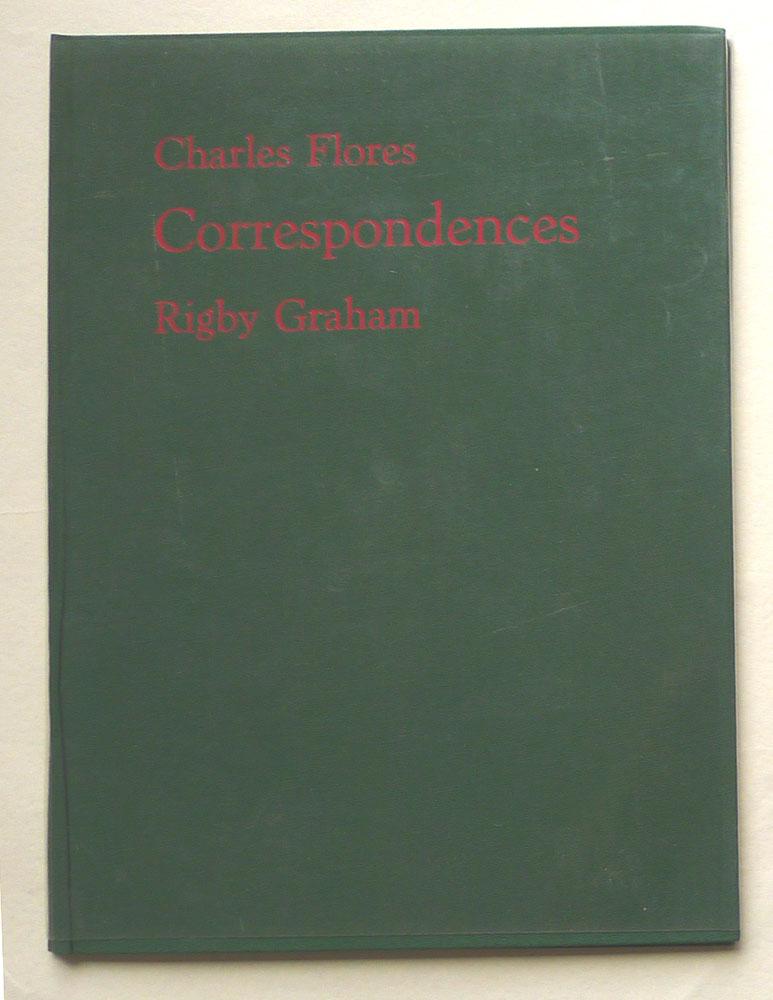 Charles Flores
Correspondences
Rigby Graham